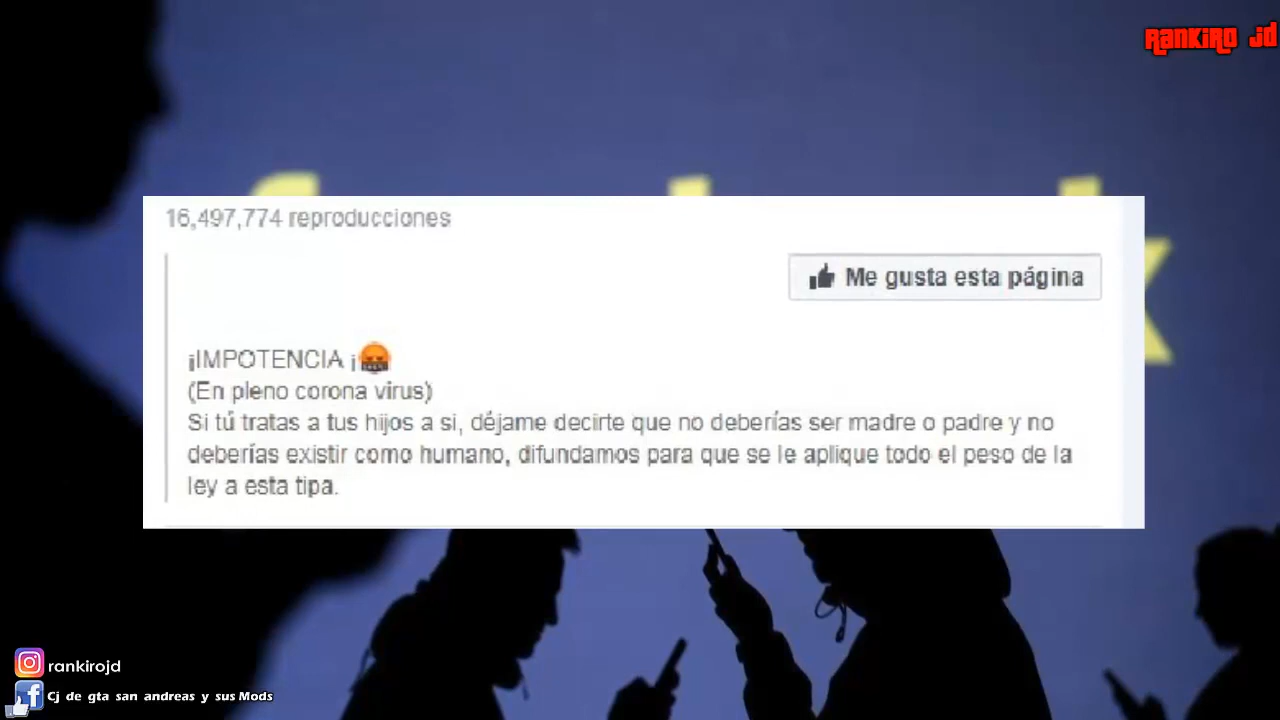 RANKIRO JD
16,497,774 reproducciones
Me gusta esta página
¡IMPOTENCIA ¡🤬
(En pleno corona virus)
Si tú tratas a tus hijos a si, déjame decirte que no deberías ser madre o padre y no
deberías existir como humano, difundamos para que se le aplique todo el peso de la
ley a esta tipa.
rankirojd
Cj de gta san andreas y sus Mods